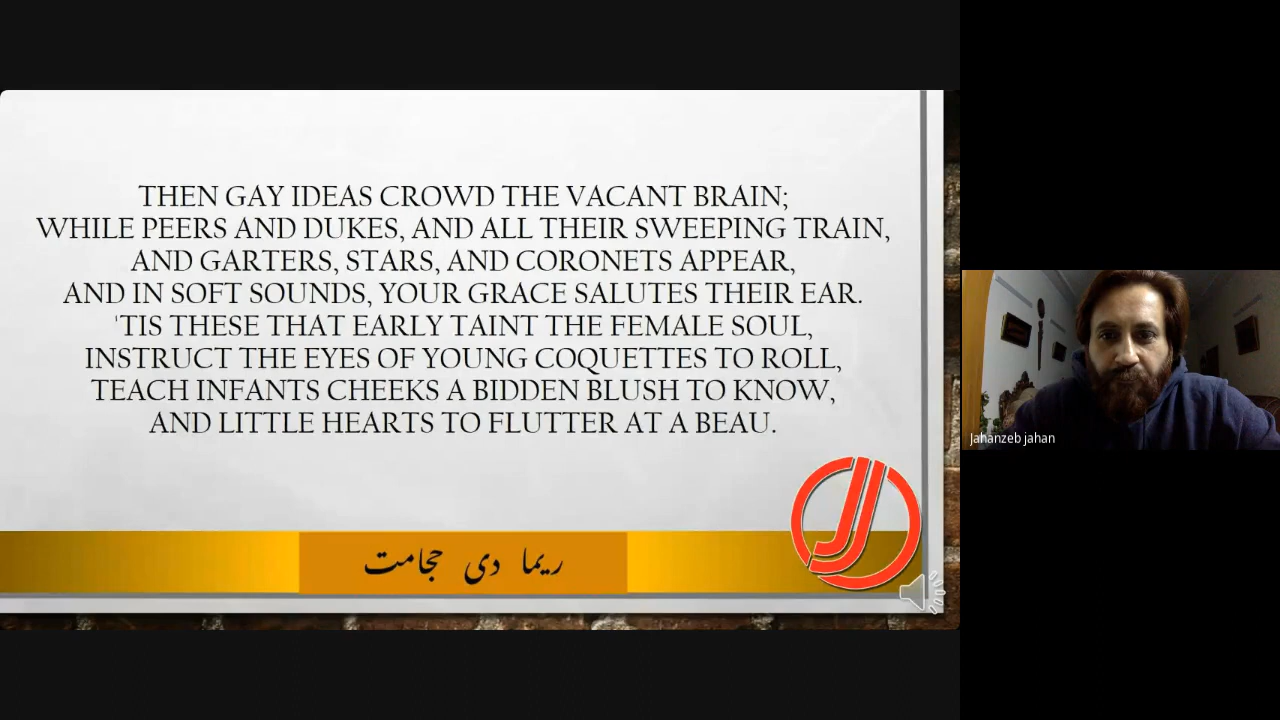 THEN GAY IDEAS CROWD THE VACANT BRAIN;
WHILE PEERS AND DUKES, AND ALL THEIR SWEEPING TRAIN,
AND GARTERS, STARS, AND CORONETS APPEAR,
AND IN SOFT SOUNDS, YOUR GRACE SALUTES THEIR EAR.
'TIS THESE THAT EARLY TAINT THE FEMALE SOUL,
INSTRUCT THE EYES OF YOUNG COQUETTES TO ROLL,
TEACH INFANTS CHEEKS A BIDDEN BLUSH TO KNOW,
AND LITTLE HEARTS TO FLUTTER AT A BEAU.
JJ
ریما دی حجامت
Jahanzeb jahan